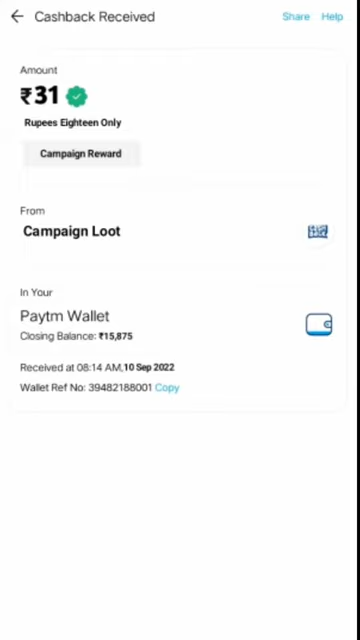 Cashback Received
Share Help
Amount
₹31
Rupees Eighteen Only
Campaign Reward
From
Campaign Loot
In Your
Paytm Wallet
Closing Balance: ₹15,875
Received at 08:14 AM,10 Sep 2022
Wallet Ref No: 39482188001 Copy